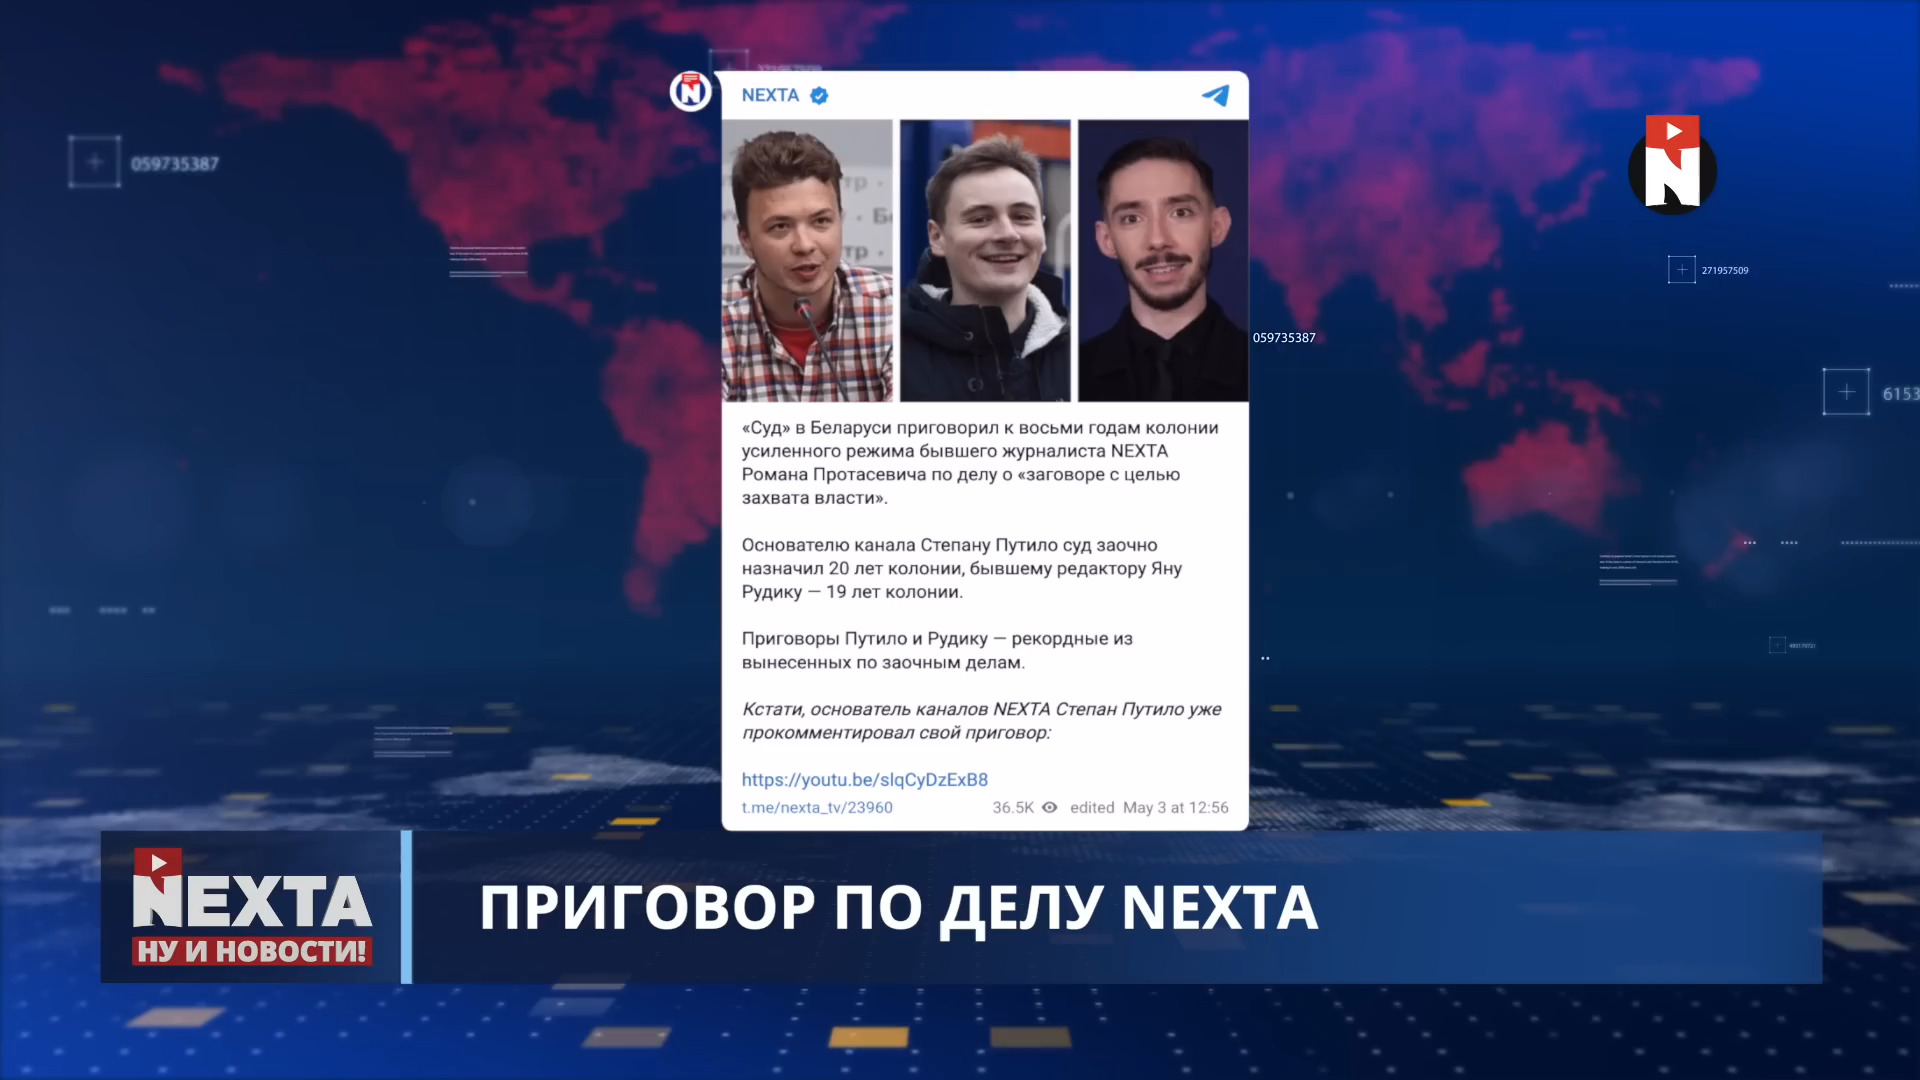 059735387
NEXTA
«Суд» в Беларуси приговорил к восьми годам колонии
усиленного режима бывшего журналиста NEXTA
Романа Протасевича по делу о «заговоре с целью
захвата власти».
Основателю канала Степану Путило суд заочно
назначил 20 лет колонии, бывшему редактору Яну
Рудику — 19 лет колонии.
Приговоры Путило и Рудику — рекордные из
вынесенных по заочным делам.
Кстати, основатель каналов NEXTA Степан Путило уже
прокомментировал свой приговор:
https://youtu.be/slqCyDzExB8
t.me/nexta_tv/23960 36.5K edited May 3 at 12:56
N
271957509
059735387
6153
NEXTA
НУ И НОВОСТИ!
ПРИГОВОР ПО ДЕЛУ NEXTA